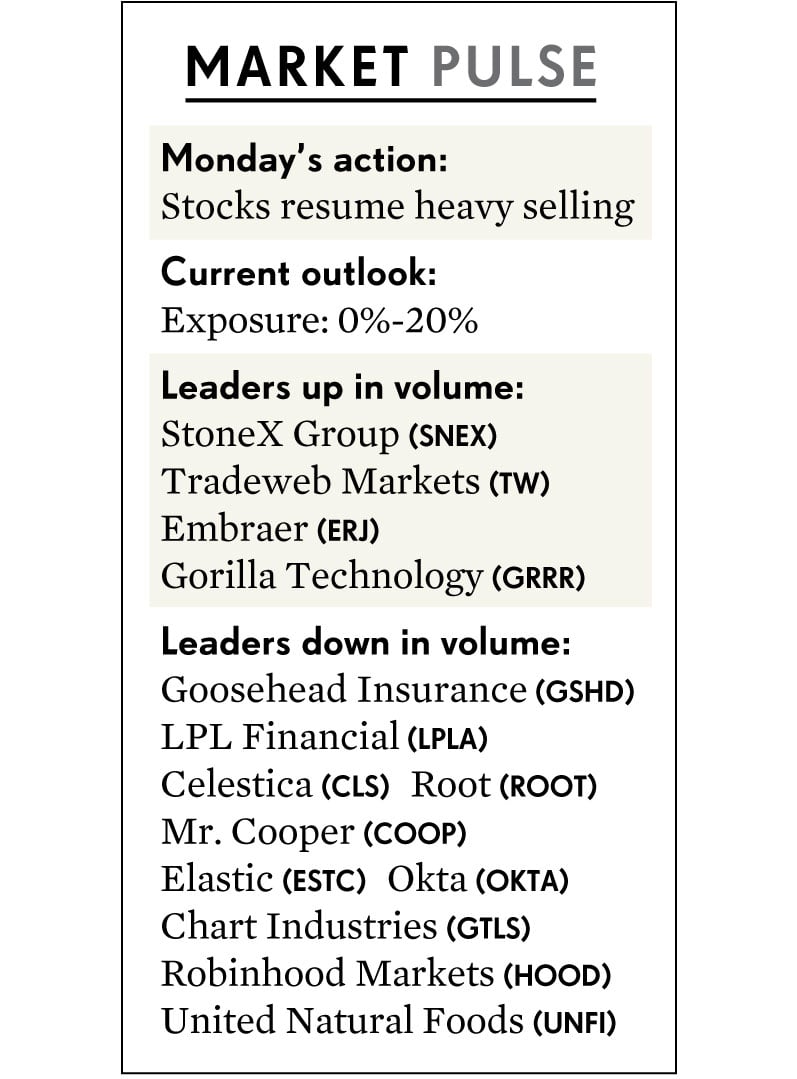 MARKET PULSE
Monday's action:
Stocks resume heavy selling
Current outlook:
Exposure: 0%-20%
Leaders up in volume:
StoneX Group (SNEX)
Tradeweb Markets (TW)
Embraer (ERJ)
Gorilla Technology (GRRR)
Leaders down in volume:
Goosehead Insurance (GSHD)
LPL Financial (LPLA)
Celestica (CLS) Root (ROOT)
Mr. Cooper (COOP)
Elastic (ESTC) Okta (OKTA)
Chart Industries (GTLS)
Robinhood Markets (HOOD)
United Natural Foods (UNFI)